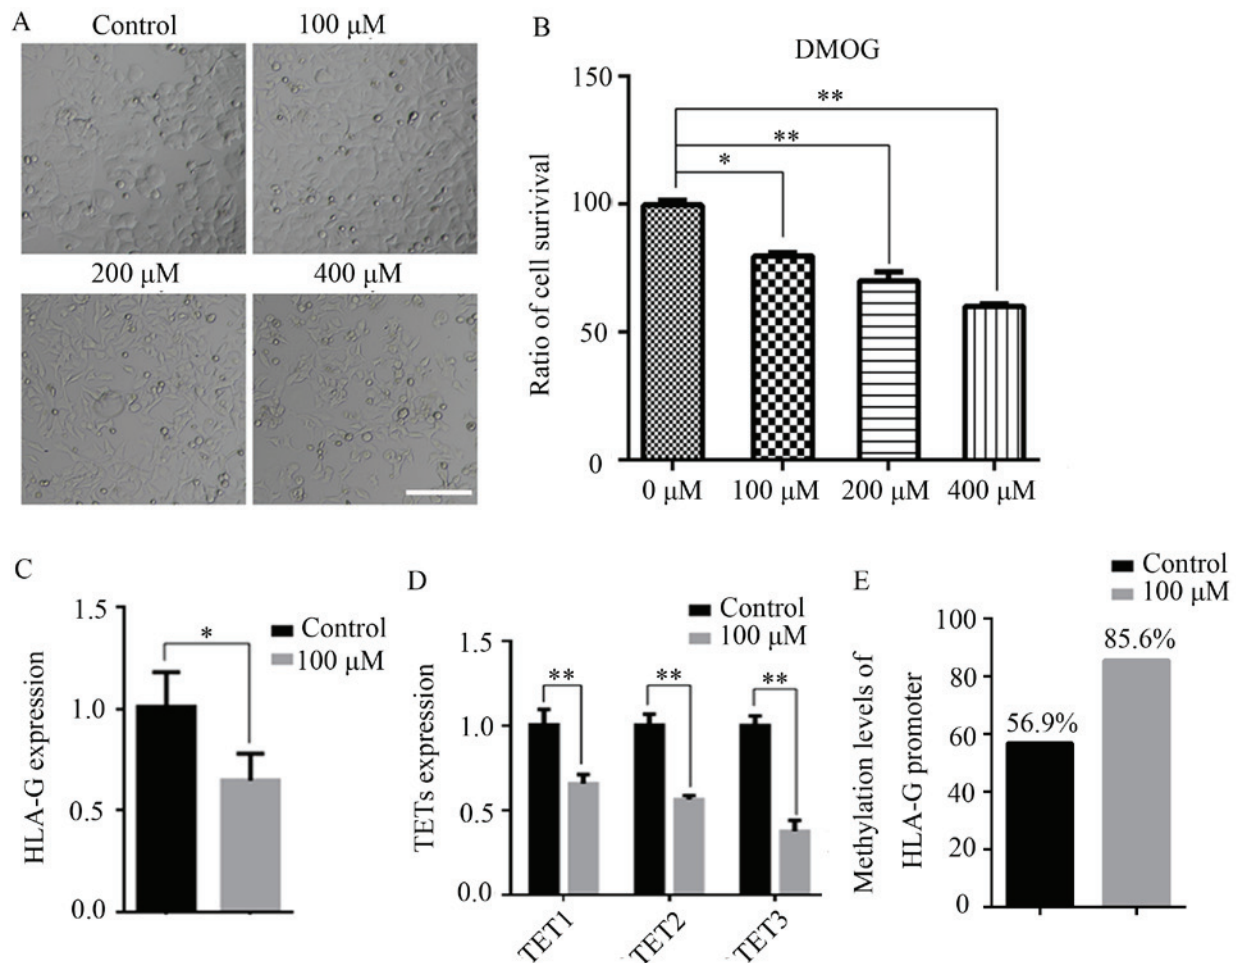 A
Control
100 μM
200 μM
400 μM
B
DMOG
Ratio of cell surivival
150
100
50
0
*
**
**
0 μM
100 μM
200 μM
400 μM
C
HLA-G expression
1.5
1.0
0.5
0.0
*
Control
100 μM
D
TETs expression
1.5
1.0
0.5
0.0
**
**
**
Control
100 μM
TET1
TET2
TET3
E
Methylation levels of
HLA-G promoter
100
80
60
40
20
0
56.9%
85.6%
Control
100 μM